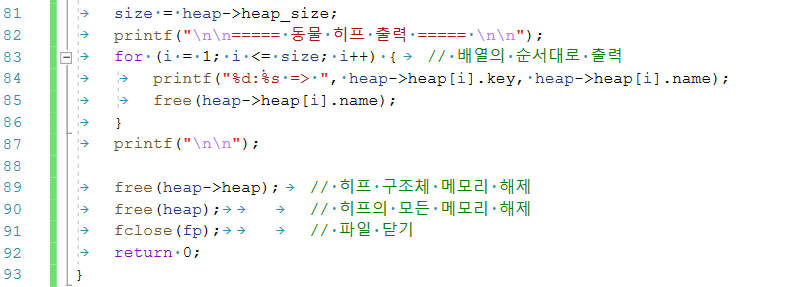 81 size = heap->heap_size;
82 printf("\n\n===== 동물 히프 출력 ===== \n\n");
83 for (i = 1; i <= size; i++) { // 배열의 순서대로 출력
84 printf("%d:%s => ", heap->heap[i].key, heap->heap[i].name);
85 free(heap->heap[i].name);
86 }
87 printf("\n\n");
88
89 free(heap->heap); // 히프 구조체 메모리 해제
90 free(heap); // 히프의 모든 메모리 해제
91 fclose(fp); // 파일 닫기
92 return 0;
93 }